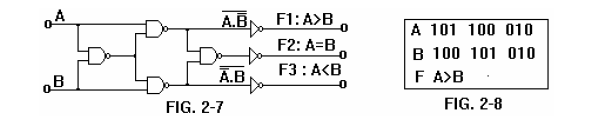 A
A.B̅ F1: A>B
F2: A=B
A̅.B F3 : A<B
B
FIG. 2-7
A 101 100 010
B 100 101 010
F A>B
FIG. 2-8